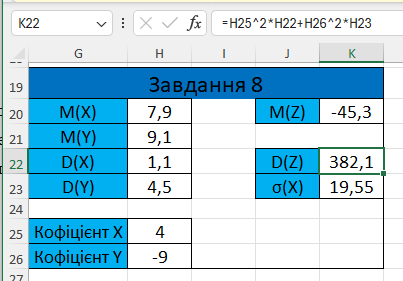 K22
=H25^2*H22+H26^2*H23
G H I J K
19 Завдання 8
20 M(X) 7,9 M(Z) -45,3
21 M(Y) 9,1
22 D(X) 1,1 D(Z) 382,1
23 D(Y) 4,5 σ(X) 19,55
24
25 Кофіцієнт X 4
26 Кофіцієнт Y -9